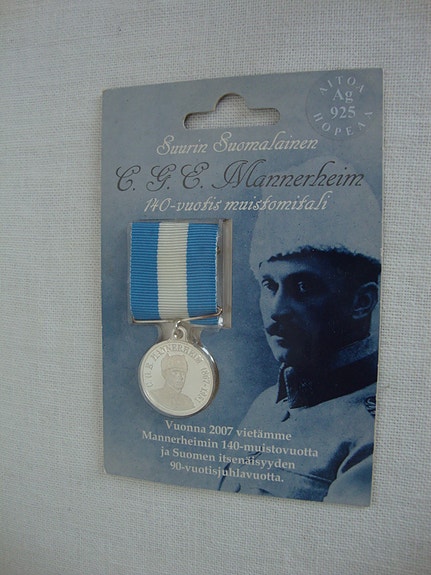 AITOA
Ag
925
HOPEAA
Suurin Suomalainen
C. G. E. Mannerheim
140-vuotis muistomitali
C.G.E. MANNERHEIM
Vuonna 2007 vietämme
Mannerheimin 140-muistovuotta
ja Suomen itsenäisyyden
90-vuotisjuhlavuotta.